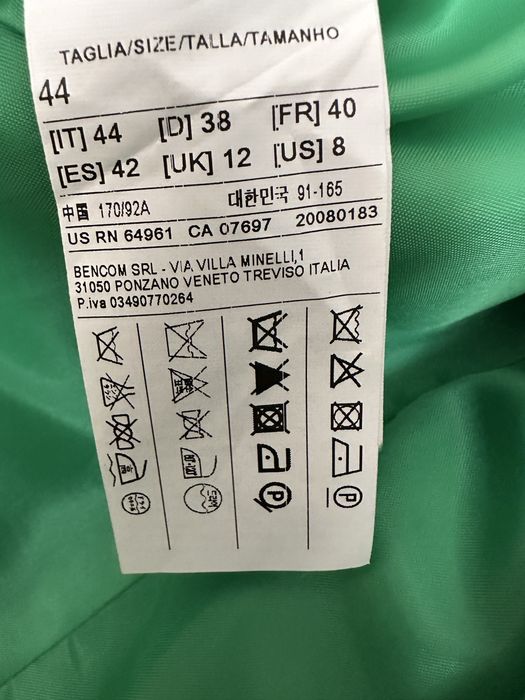 TAGLIA/SIZE/TALLA/TAMANHO
44
[IT] 44 [D] 38 [FR] 40
[ES] 42 [UK] 12 [US] 8
中国 170/92A 대한민국 91-165
US RN 64961 CA 07697 20080183
BENCOM SRL - VIA VILLA MINELLI,1
31050 PONZANO VENETO TREVISO ITALIA
P.iva 03490770264
P
P